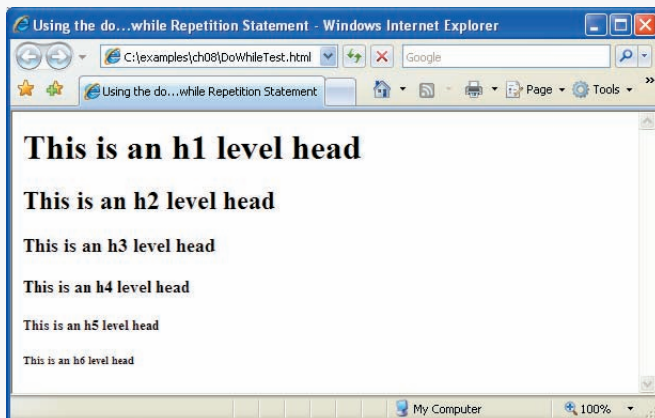 Using the do...while Repetition Statement - Windows Internet Explorer
C:\examples\ch08\DoWhileTest.html
Google
Using the do...while Repetition Statement
Page
Tools
»
This is an h1 level head
This is an h2 level head
This is an h3 level head
This is an h4 level head
This is an h5 level head
This is an h6 level head
My Computer
100%